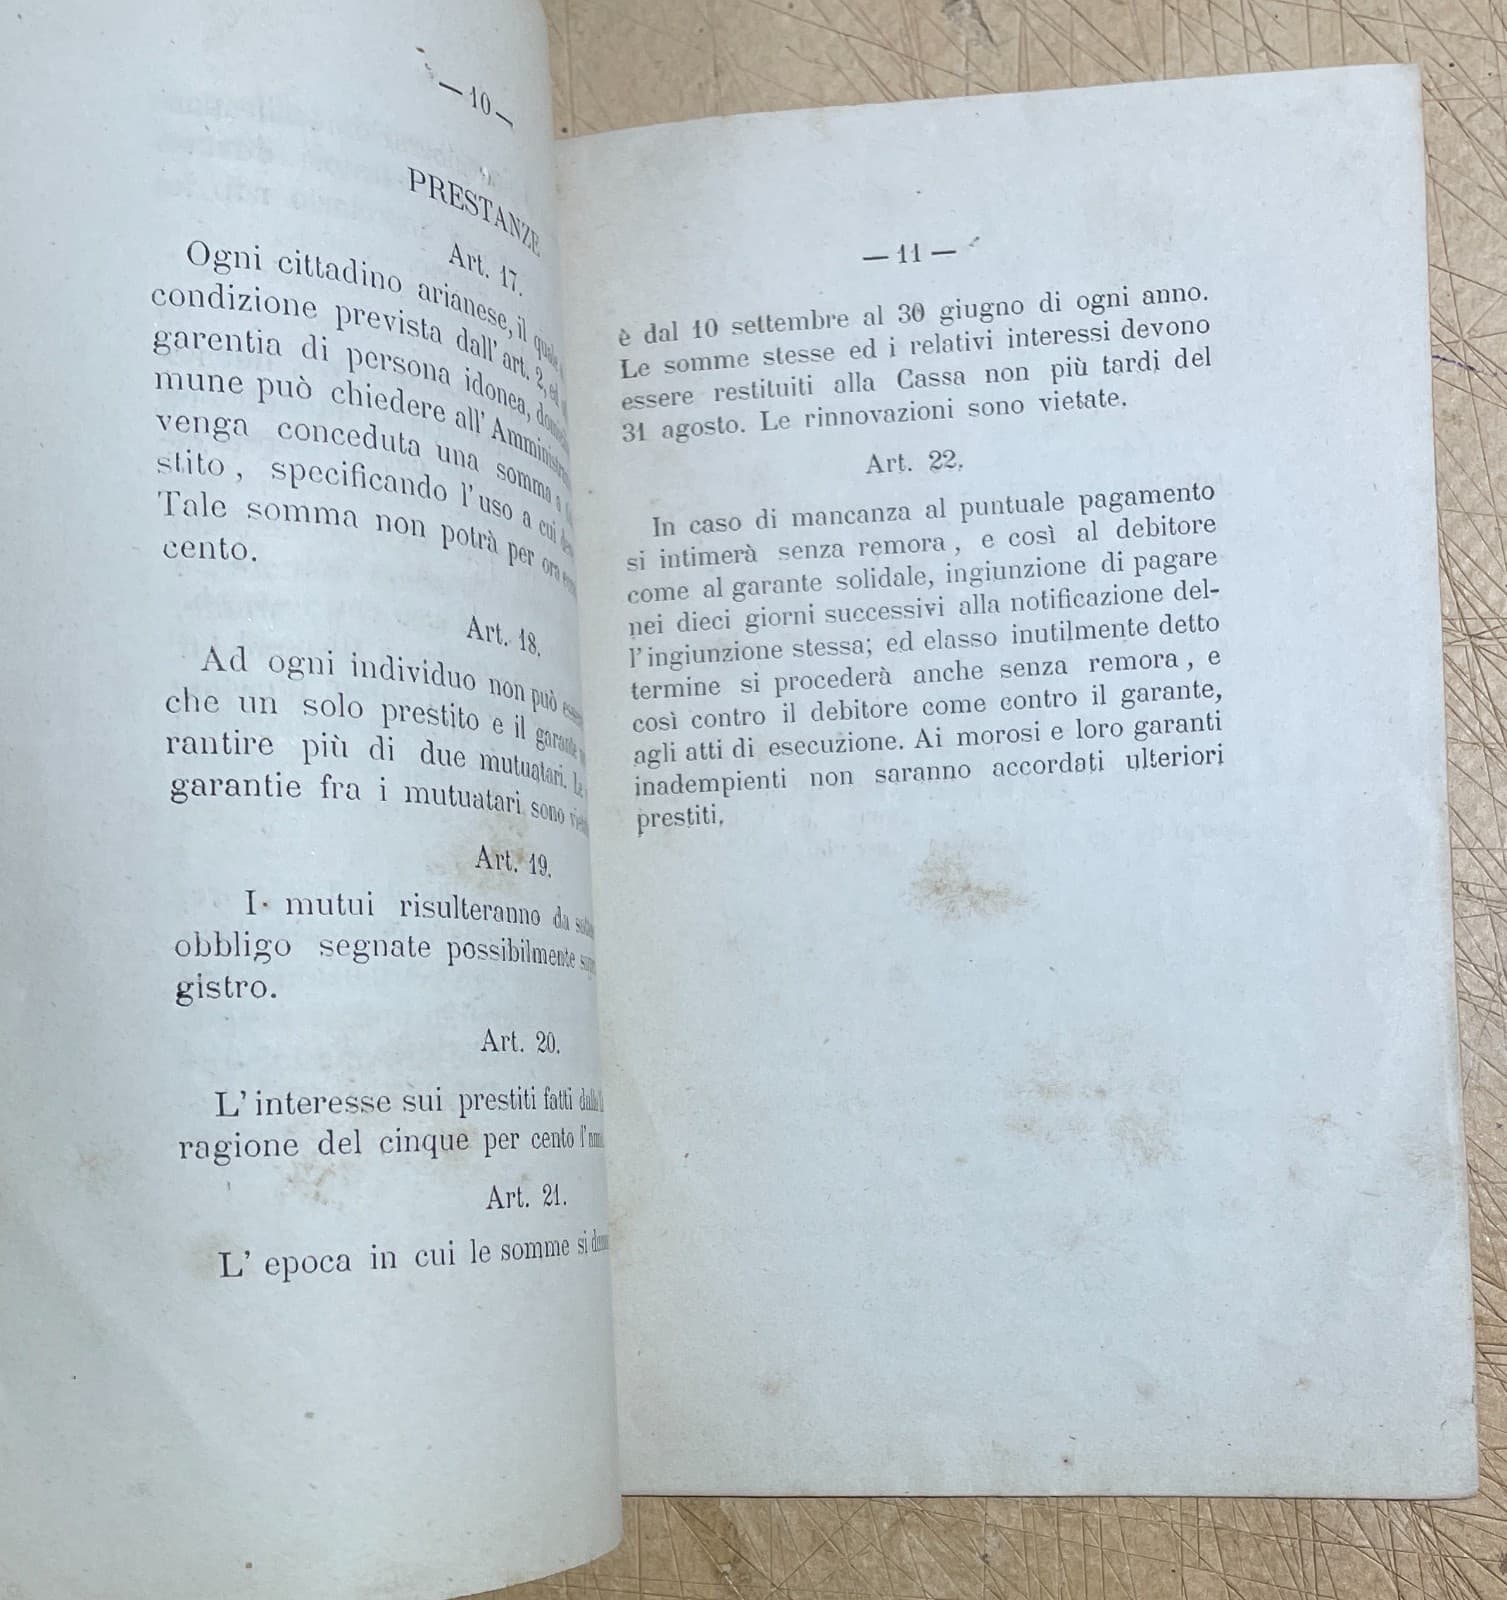 — 10 —
PRESTANZE
Art. 17.
Ogni cittadino arianese, il quale
condizione prevista dall' art. 2, ed
garentia di persona idonea,
mune può chiedere all' Amministra
venga conceduta una somma a
stito, specificando l' uso a cui
Tale somma non potrà per ora
cento.
Art. 18.
Ad ogni individuo non può
che un solo prestito e il garante
rantire più di due mutuatari. Le
garantie fra i mutuatari sono
Art. 19.
I mutui risulteranno da
obbligo segnate possibilmente
gistro.
Art. 20.
L' interesse sui prestiti fatti
ragione del cinque per cento
Art. 21.
L' epoca in cui le somme si
— 11 —
è dal 10 settembre al 30 giugno di ogni anno.
Le somme stesse ed i relativi interessi devono
essere restituiti alla Cassa non più tardi del
31 agosto. Le rinnovazioni sono vietate.
Art. 22.
In caso di mancanza al puntuale pagamento
si intimerà senza remora, e così al debitore
come al garante solidale, ingiunzione di pagare
nei dieci giorni successivi alla notificazione del-
l' ingiunzione stessa; ed elasso inutilmente detto
termine si procederà anche senza remora, e
così contro il debitore come contro il garante,
agli atti di esecuzione. Ai morosi e loro garanti
inadempienti non saranno accordati ulteriori
prestiti.